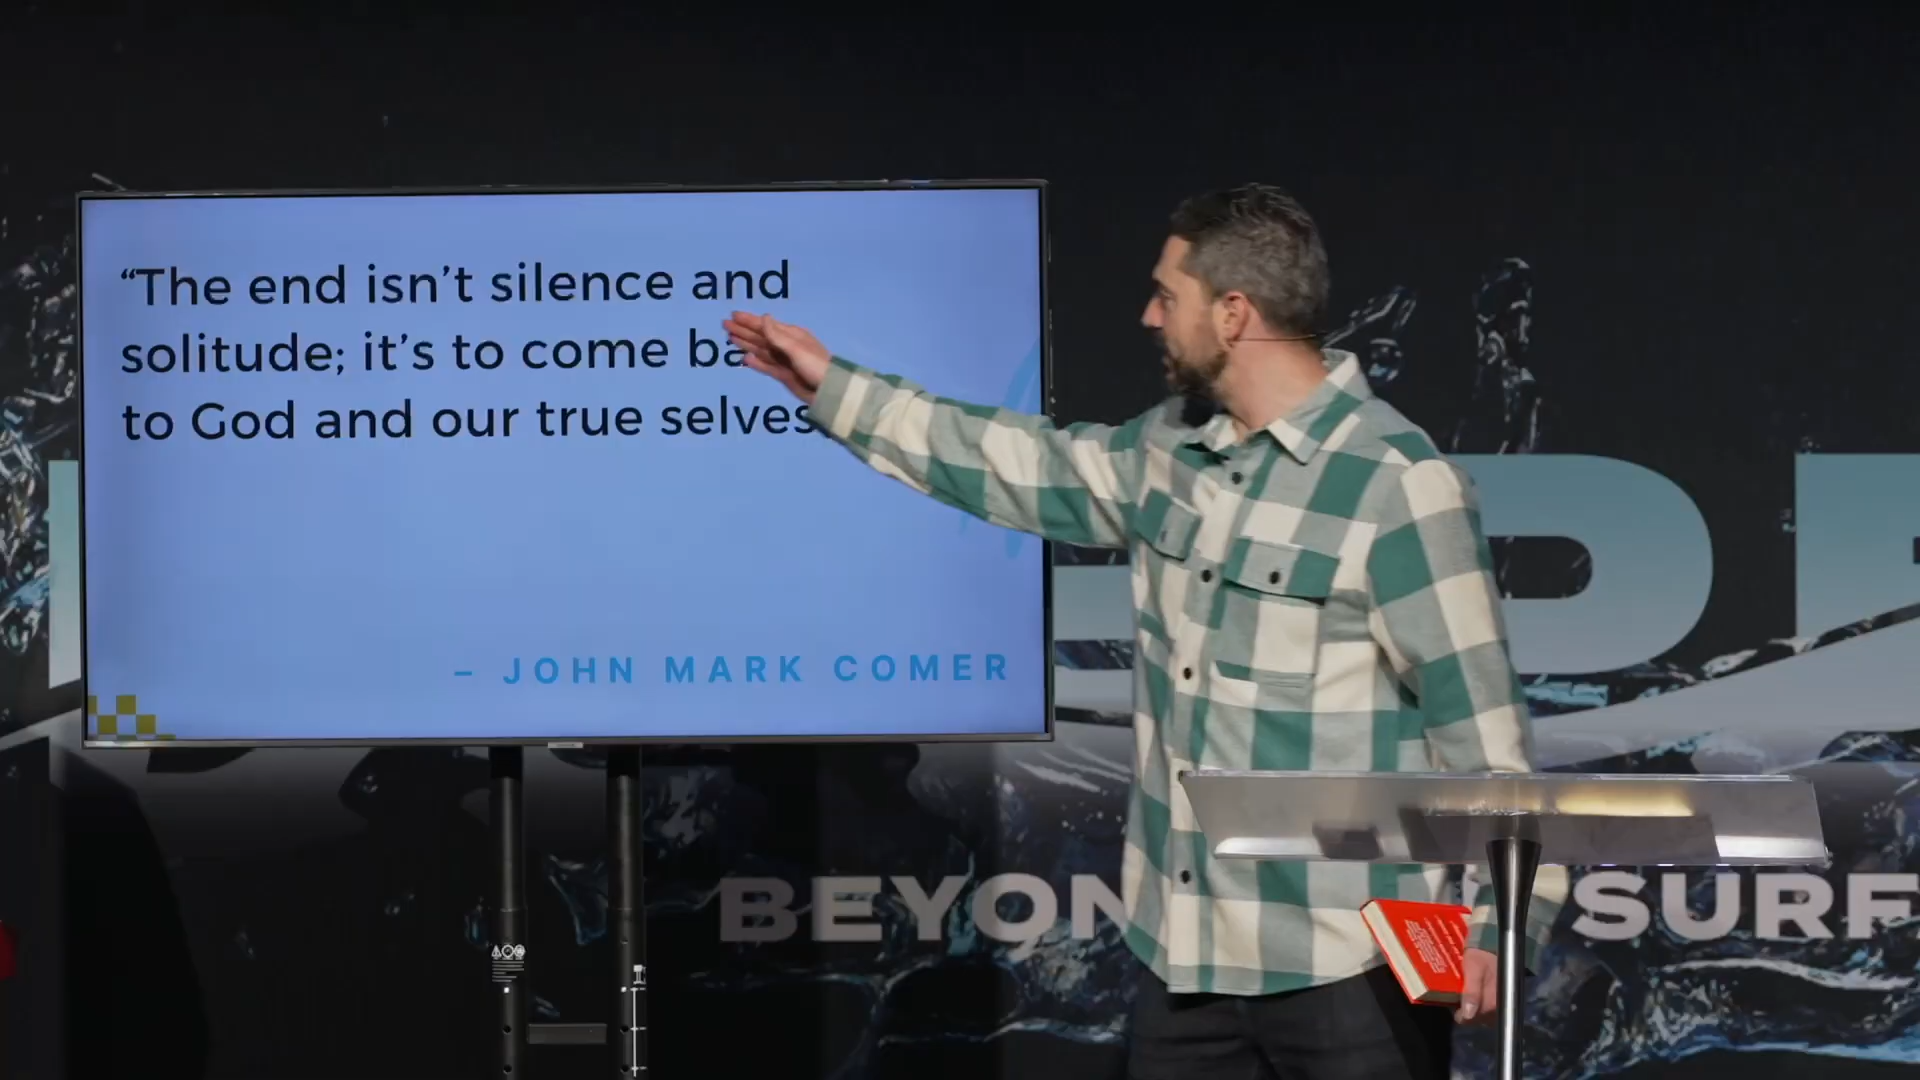 “The end isn’t silence and
solitude; it’s to come ba
to God and our true selves
– JOHN MARK COMER
BEYON
SURF